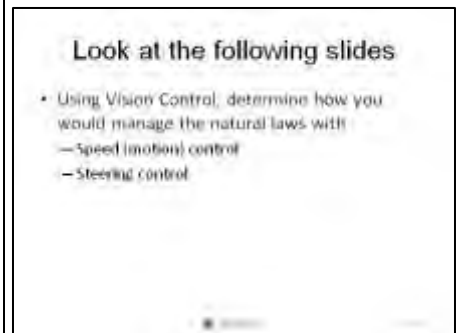 Look at the following slides
• Using Vision Control, determine how you
would manage the natural laws with
– Speed (motion) control
– Steering control